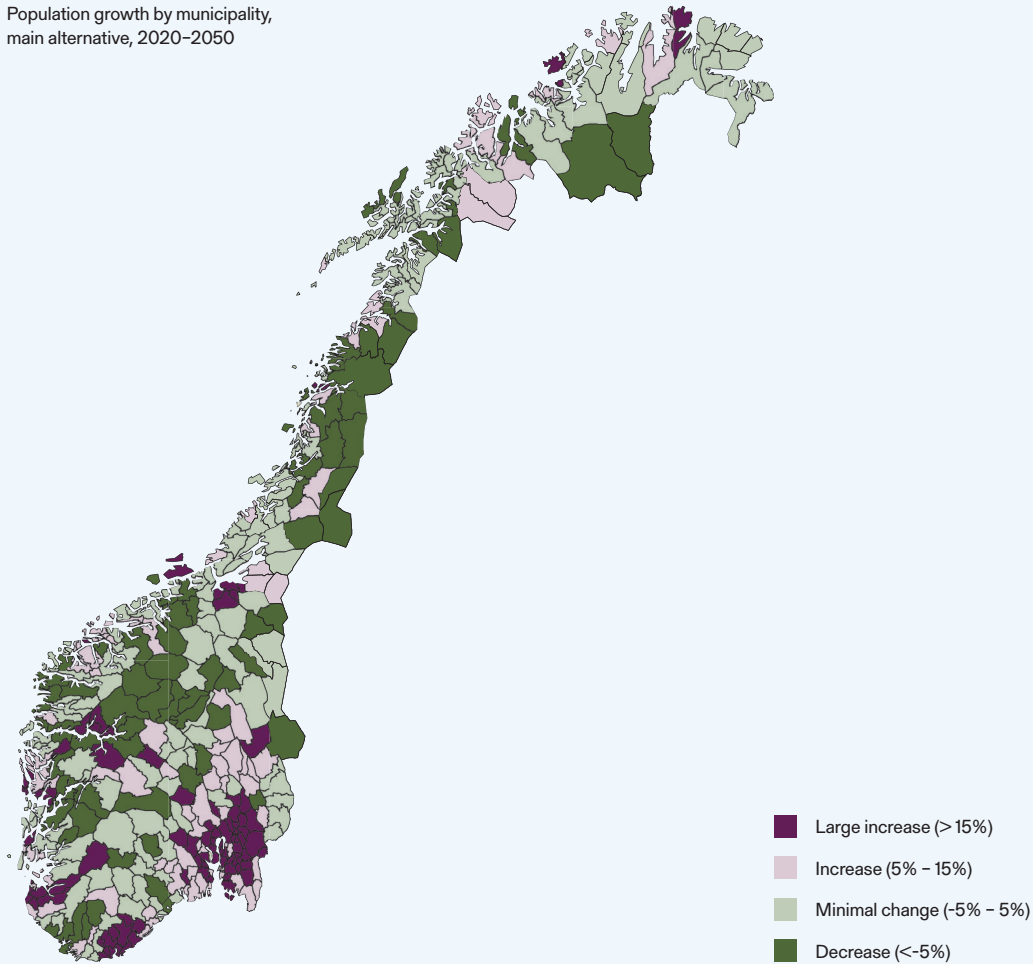 Population growth by municipality,
main alternative, 2020–2050
Large increase (> 15%)
Increase (5% – 15%)
Minimal change (-5% – 5%)
Decrease (<-5%)